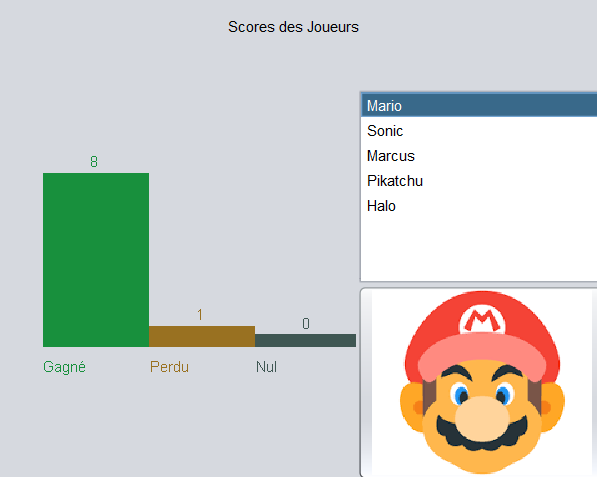 Scores des Joueurs
Mario
Sonic
Marcus
Pikatchu
Halo
8
1
0
Gagné
Perdu
Nul
M